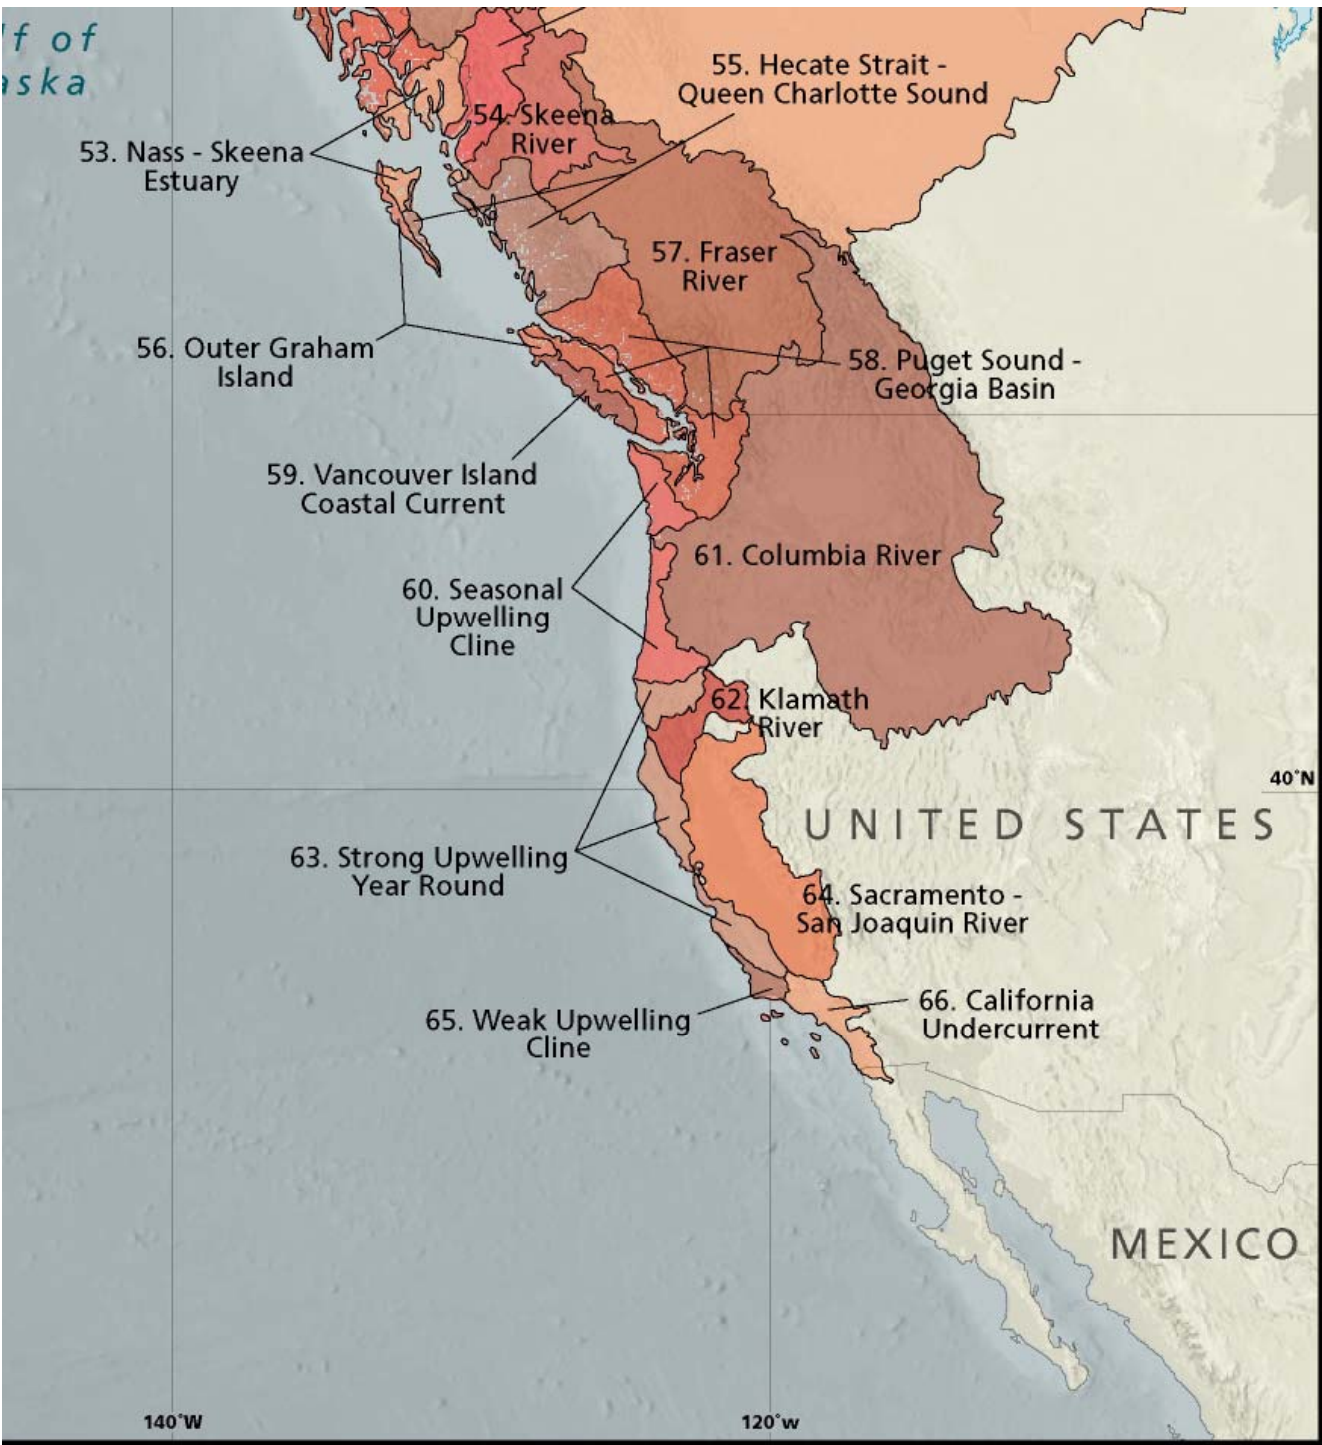 lf of
aska
55. Hecate Strait -
Queen Charlotte Sound
54. Skeena
River
53. Nass - Skeena
Estuary
57. Fraser
River
56. Outer Graham
Island
58. Puget Sound -
Georgia Basin
59. Vancouver Island
Coastal Current
61. Columbia River
60. Seasonal
Upwelling
Cline
62. Klamath
River
40°N
UNITED STATES
63. Strong Upwelling
Year Round
64. Sacramento -
San Joaquin River
66. California
Undercurrent
65. Weak Upwelling
Cline
MEXICO
140°W
120°W